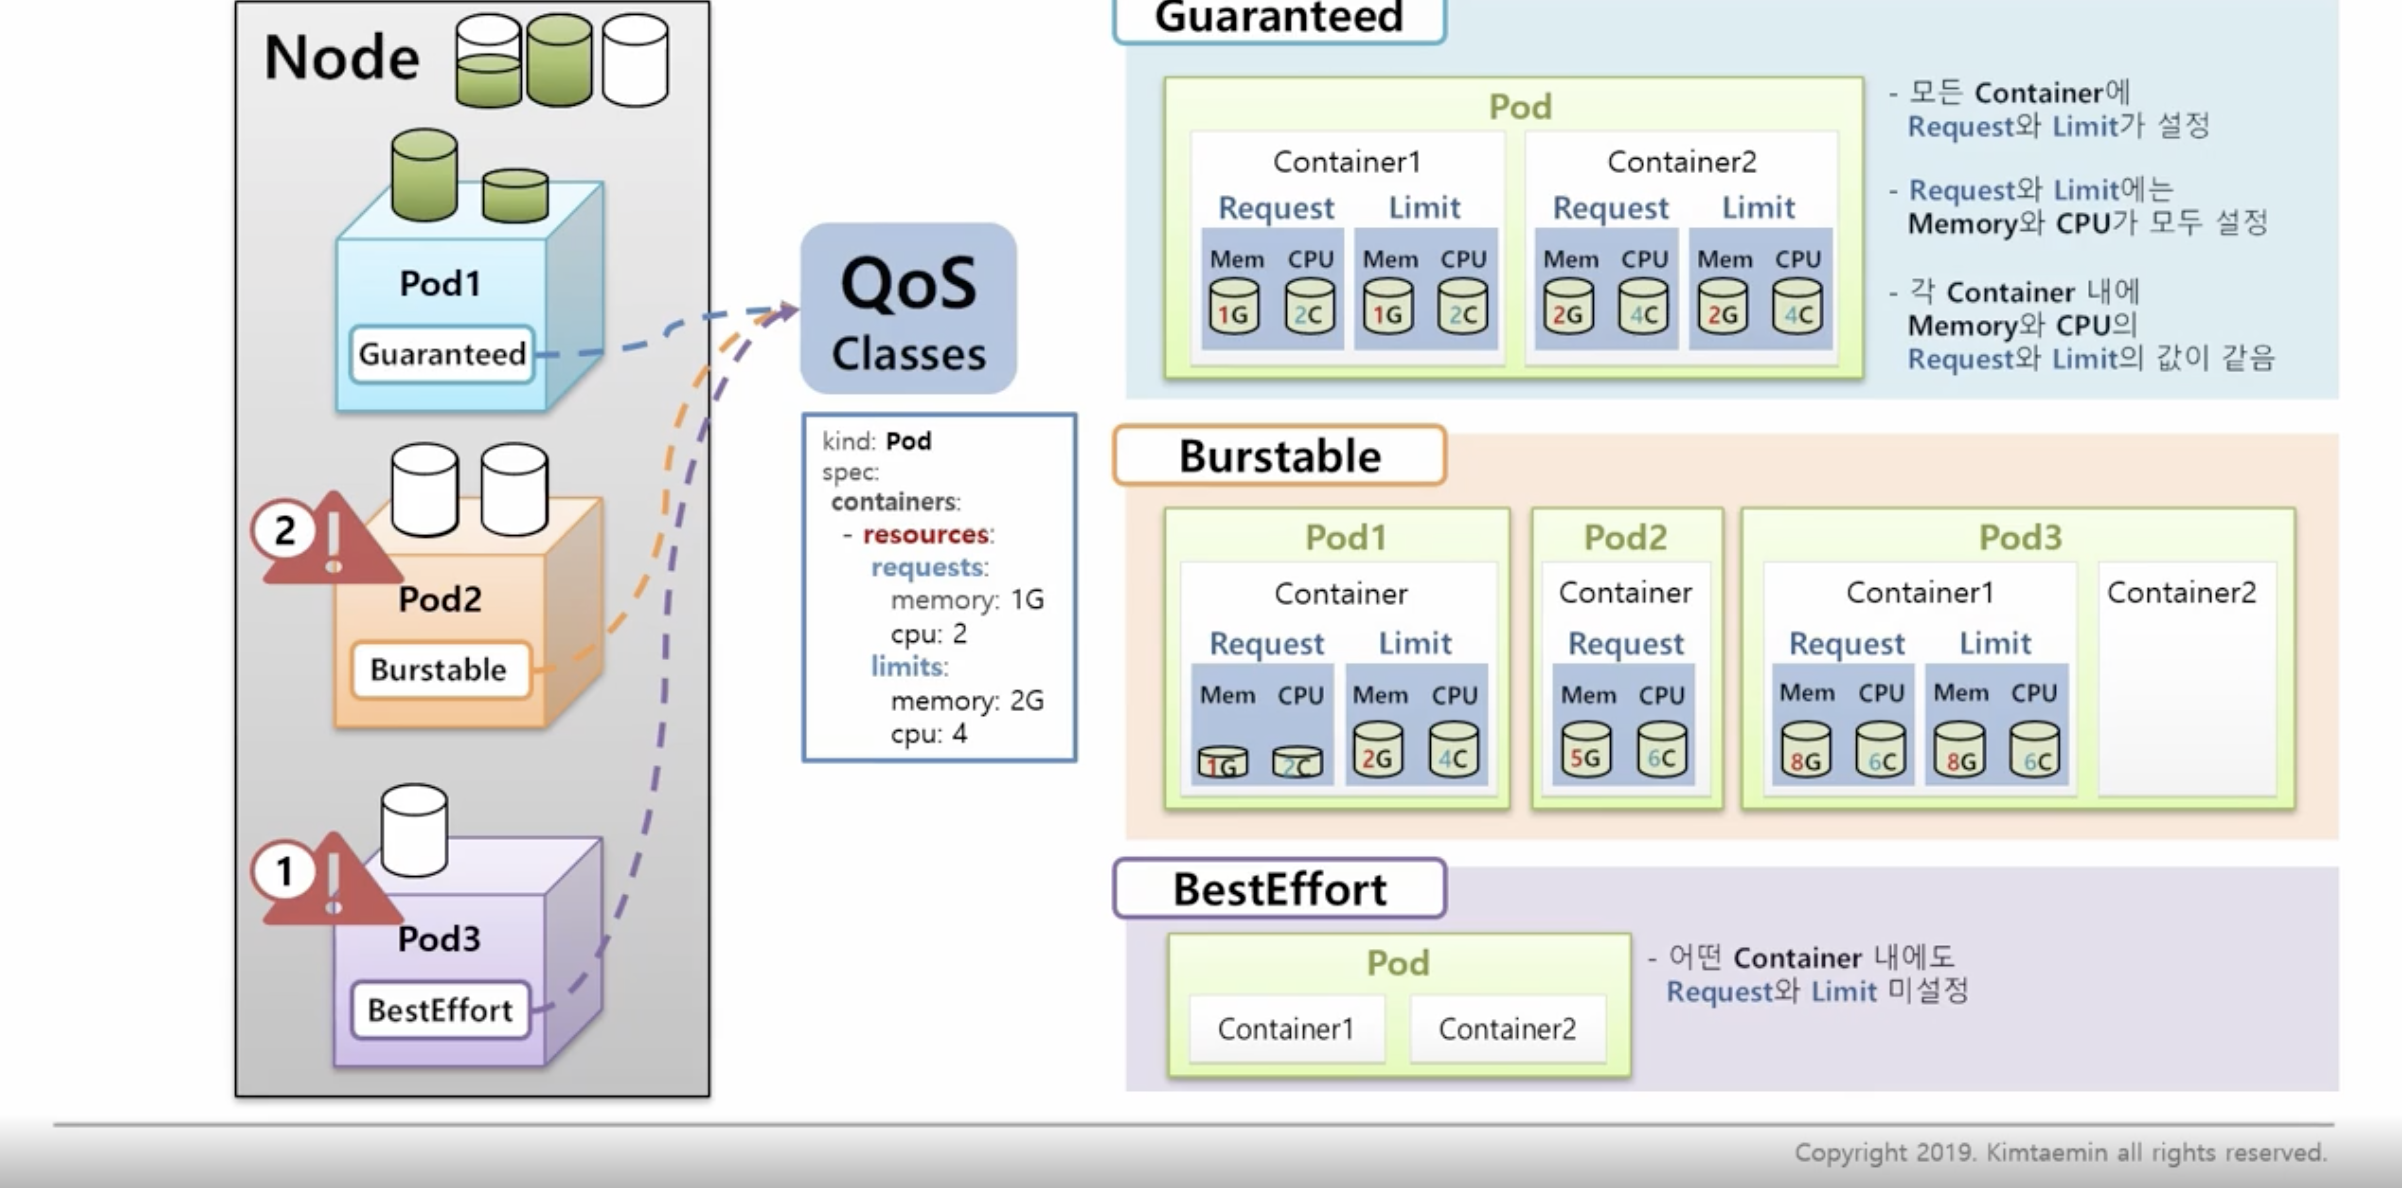 Node
Pod1
Guaranteed
2
Pod2
Burstable
1
Pod3
BestEffort
QoS
Classes
kind: Pod
spec:
containers:
- resources:
requests:
memory: 1G
cpu: 2
limits:
memory: 2G
cpu: 4
Guaranteed
Pod
Container1
Request Limit
Mem CPU Mem CPU
1G 2C 1G 2C
Container2
Request Limit
Mem CPU Mem CPU
2G 4C 2G 4C
- 모든 Container에
Request와 Limit가 설정
- Request와 Limit에는
Memory와 CPU가 모두 설정
- 각 Container 내에
Memory와 CPU의
Request와 Limit의 값이 같음
Burstable
Pod1
Container
Request Limit
Mem CPU Mem CPU
1G 2C 2G 4C
Pod2
Container
Request
Mem CPU
5G 6C
Pod3
Container1
Request Limit
Mem CPU Mem CPU
8G 6C 8G 6C
Container2
BestEffort
Pod
Container1
Container2
- 어떤 Container 내에도
Request와 Limit 미설정
Copyright 2019. Kimtaemin all rights reserved.